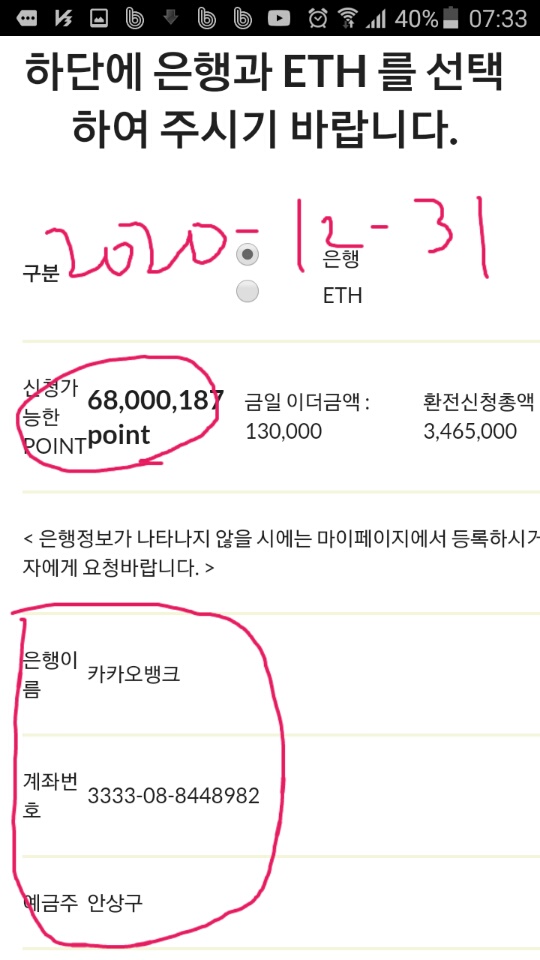 40% 07:33
하단에 은행과 ETH 를 선택
하여 주시기 바랍니다.
2020-12-31
구분
은행
ETH
신청가
능한
POINT
68,000,187
point
금일 이더금액 :
130,000
환전신청총액
3,465,000
< 은행정보가 나타나지 않을 시에는 마이페이지에서 등록하시거
자에게 요청바랍니다. >
은행이
름
카카오뱅크
계좌번
호
3333-08-8448982
예금주 안상구